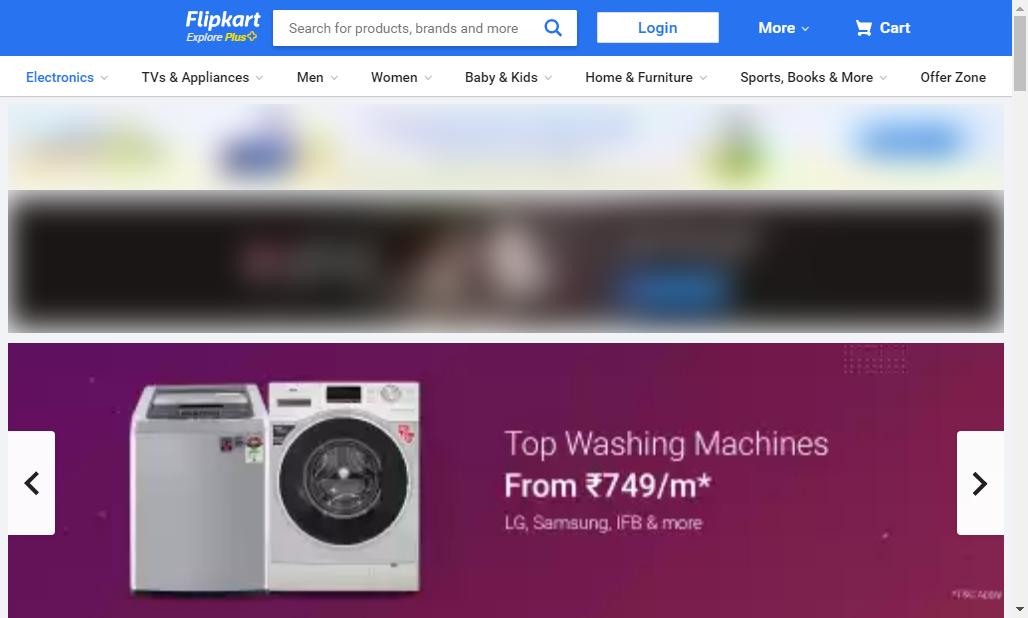 Flipkart
Explore Plus
Search for products, brands and more
Login
More
Cart
Electronics
TVs & Appliances
Men
Women
Baby & Kids
Home & Furniture
Sports, Books & More
Offer Zone
Top Washing Machines
From ₹749/m*
LG, Samsung, IFB & more